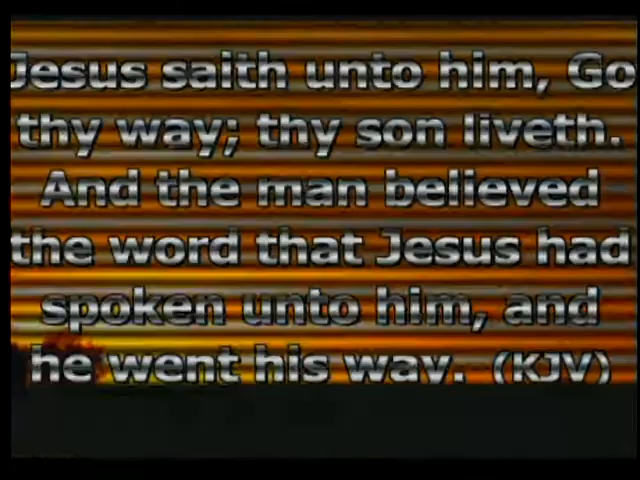 Jesus saith unto him, Go
thy way; thy son liveth.
And the man believed
the word that Jesus had
spoken unto him, and
he went his way. (KJV)